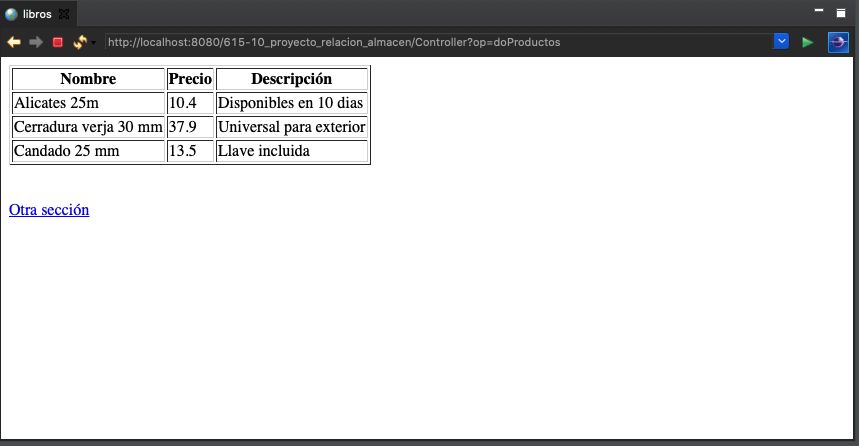 libros
http://localhost:8080/615-10_proyecto_relacion_almacen/Controller?op=doProductos
Nombre Precio Descripción
Alicates 25m 10.4 Disponibles en 10 dias
Cerradura verja 30 mm 37.9 Universal para exterior
Candado 25 mm 13.5 Llave incluida
Otra sección